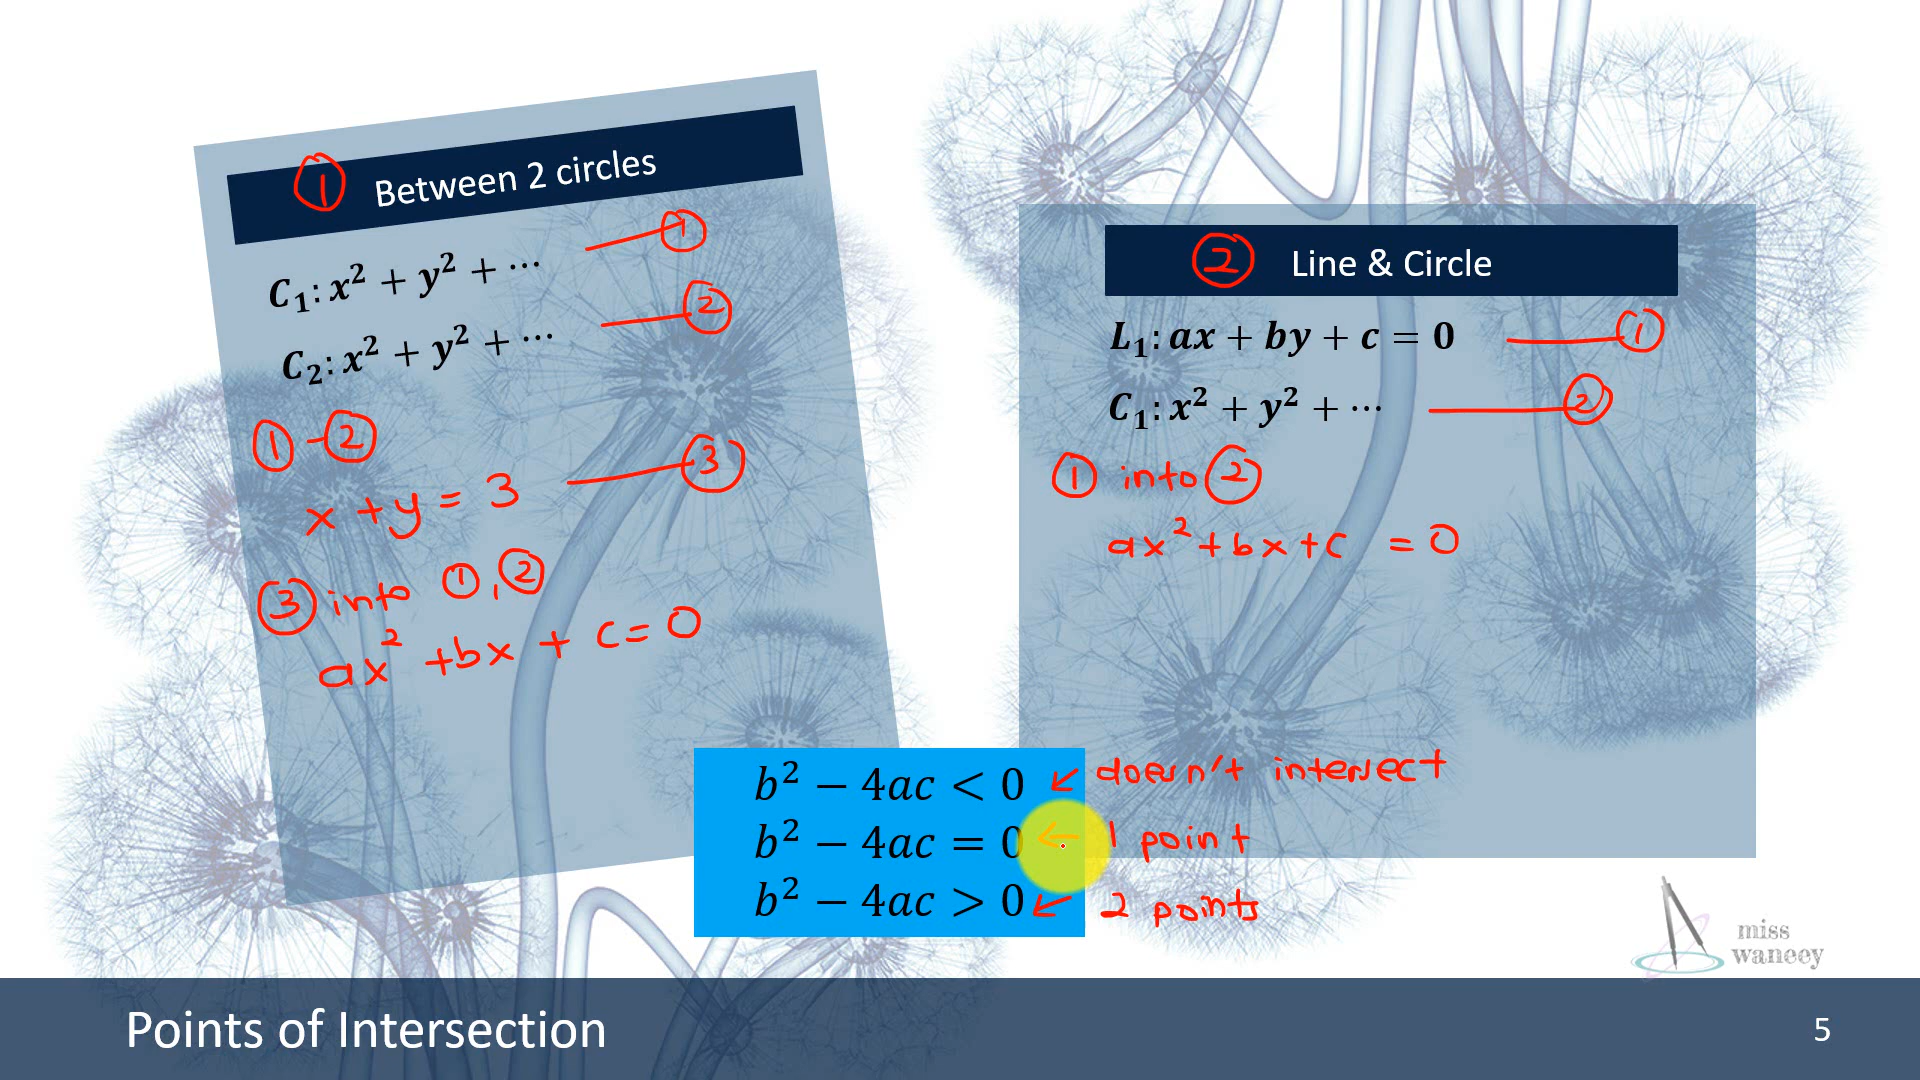 ① Between 2 circles
C₁: x² + y² + ⋯ ①
C₂: x² + y² + ⋯ ②
① - ②
x + y = 3 ③
③ into ①, ②
ax² + bx + c = 0
② Line & Circle
L₁: ax + by + c = 0 ①
C₁: x² + y² + ⋯ ②
① into ②
ax² + bx + c = 0
b² − 4ac < 0 ↙ doesn't intersect
b² − 4ac = 0 ← 1 point
b² − 4ac > 0 ↙ 2 points
miss
waneey
Points of Intersection
5